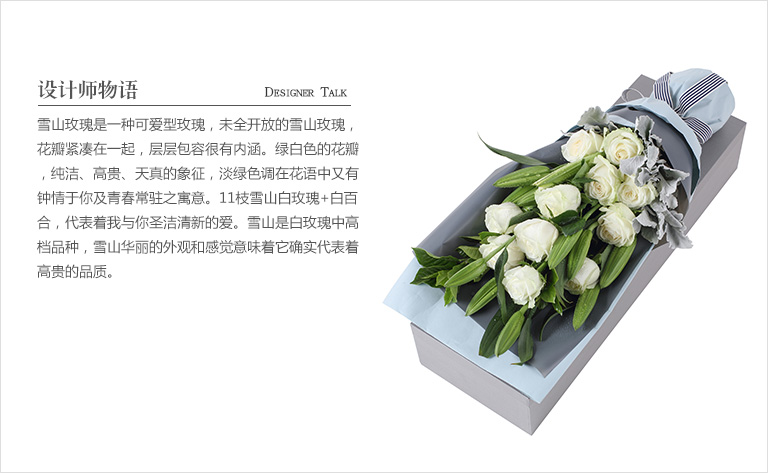 设计师物语 DESIGNER TALK
雪山玫瑰是一种可爱型玫瑰，未全开放的雪山玫瑰，
花瓣紧凑在一起，层层包容很有内涵。绿白色的花瓣
，纯洁、高贵、天真的象征，淡绿色调在花语中又有
钟情于你及青春常驻之寓意。11枝雪山白玫瑰+白百
合，代表着我与你圣洁清新的爱。雪山是白玫瑰中高
档品种，雪山华丽的外观和感觉意味着它确实代表着
高贵的品质。